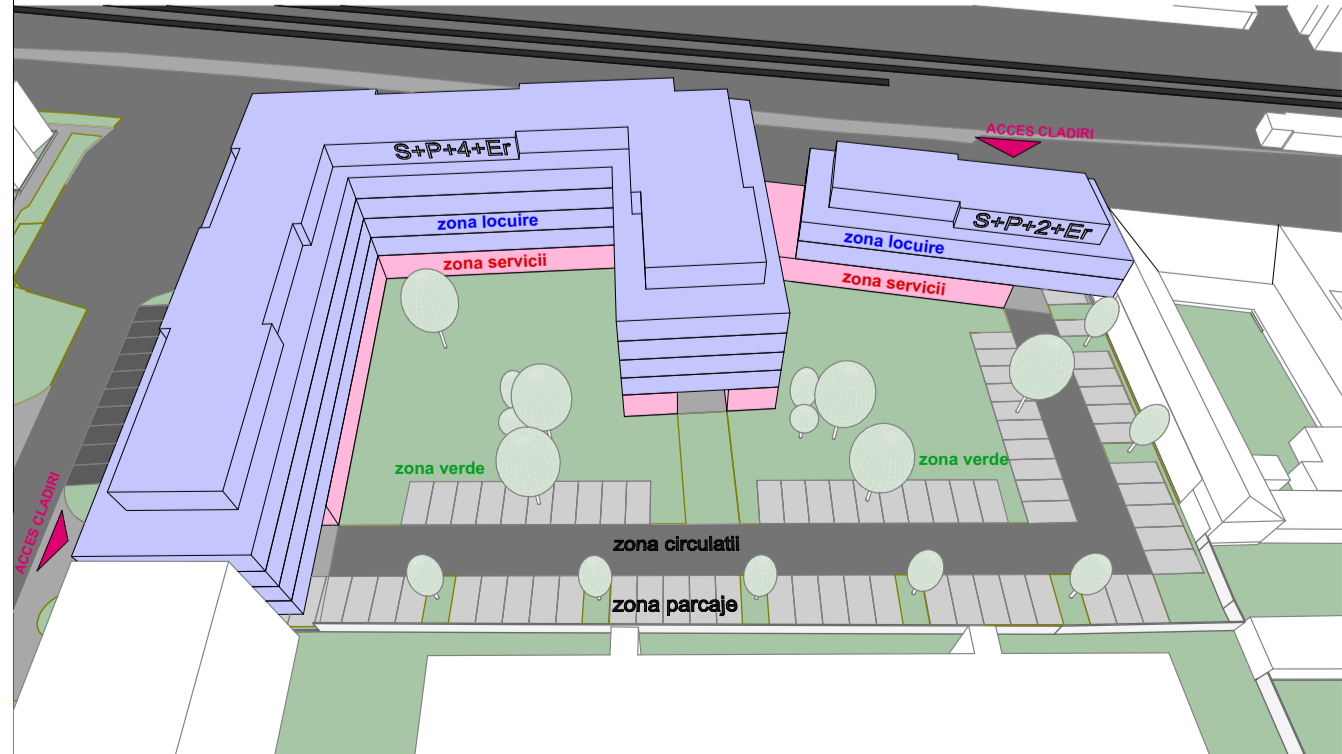 ACCES CLADIRI
S+P+4+Er
zona locuire
zona servicii
S+P+2+Er
zona locuire
zona servicii
zona verde
zona verde
ACCES CLADIRI
zona circulatii
zona parcaje